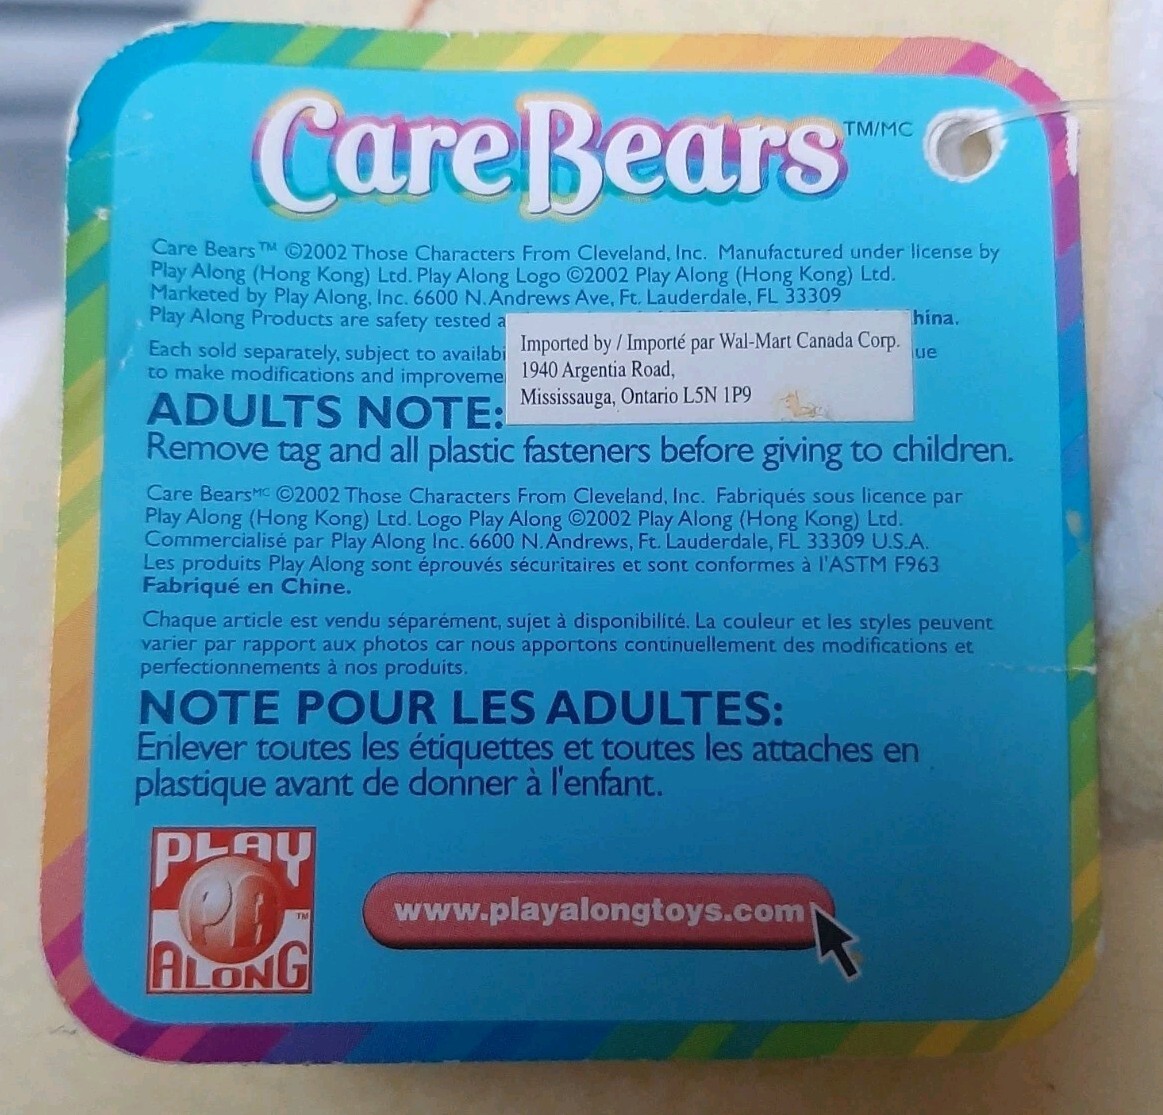 Care Bears TM/MC
Care Bears™ ©2002 Those Characters From Cleveland, Inc. Manufactured under license by
Play Along (Hong Kong) Ltd. Play Along Logo ©2002 Play Along (Hong Kong) Ltd.
Marketed by Play Along, Inc. 6600 N. Andrews Ave, Ft. Lauderdale, FL 33309
Play Along Products are safety tested
Each sold separately, subject to
to make modifications and
Imported by / Importé par Wal-Mart Canada Corp.
1940 Argentia Road,
Mississauga, Ontario L5N 1P9
ADULTS NOTE:
Remove tag and all plastic fasteners before giving to children.
Care Bears MC ©2002 Those Characters From Cleveland, Inc. Fabriqués sous licence par
Play Along (Hong Kong) Ltd. Logo Play Along ©2002 Play Along (Hong Kong) Ltd.
Commercialisé par Play Along Inc. 6600 N. Andrews, Ft. Lauderdale, FL 33309 U.S.A.
Les produits Play Along sont éprouvés sécuritaires et sont conformes à l'ASTM F963
Fabriqué en Chine.
Chaque article est vendu séparément, sujet à disponibilité. La couleur et les styles peuvent
varier par rapport aux photos car nous apportons continuellement des modifications et
perfectionnements à nos produits.
NOTE POUR LES ADULTES:
Enlever toutes les étiquettes et toutes les attaches en
plastique avant de donner à l'enfant.
PLAY
PA
ALONG TM
www.playalongtoys.com